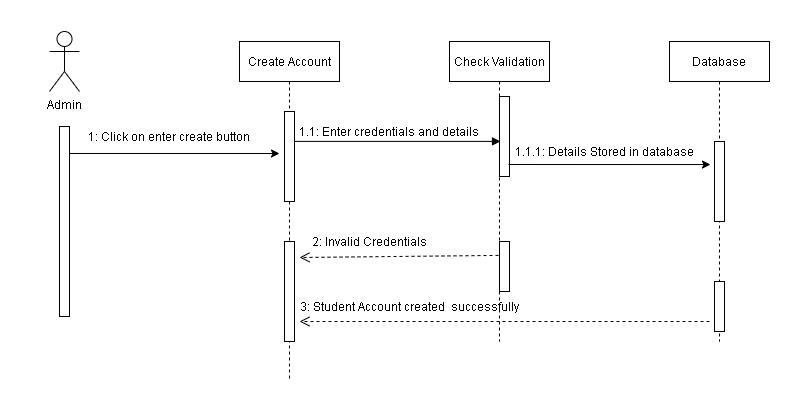 Create Account
Check Validation
Database
Admin
1: Click on enter create button
1.1: Enter credentials and details
1.1.1: Details Stored in database
2: Invalid Credentials
3: Student Account created  successfully